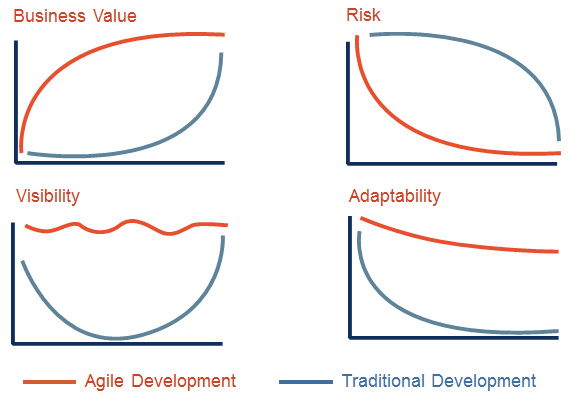 Business Value
Risk
Visibility
Adaptability
Agile Development
Traditional Development